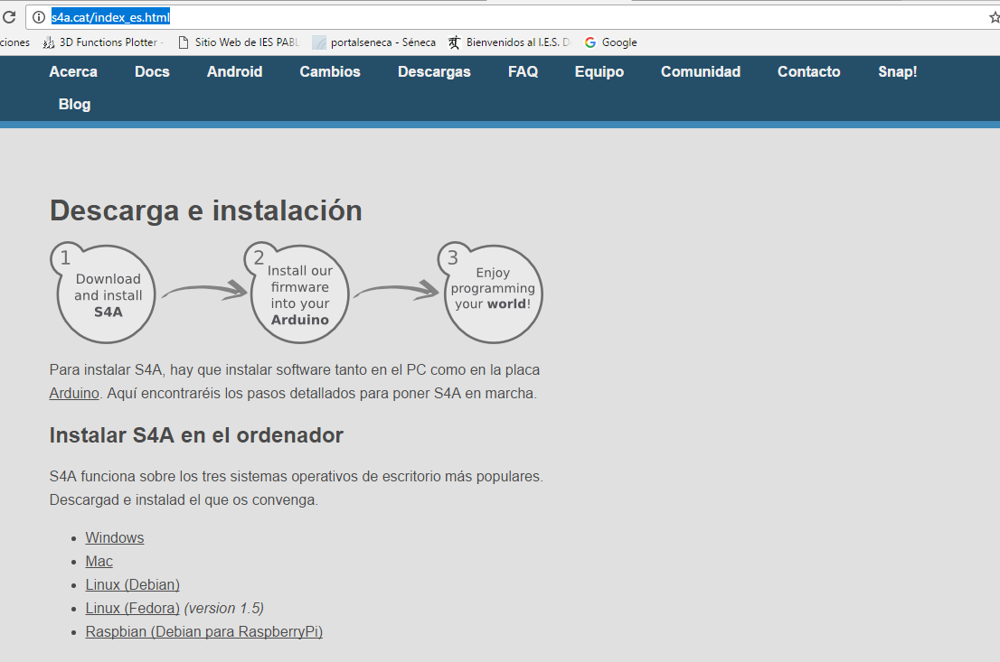 s4a.cat/index_es.html
ciones 3D Functions Plotter - Sitio Web de IES PABL portalseneca - Séneca Bienvenidos al I.E.S. D Google
Acerca Docs Android Cambios Descargas FAQ Equipo Comunidad Contacto Snap!
Blog
Descarga e instalación
1
Download
and install
S4A
2
Install our
firmware
into your
Arduino
3
Enjoy
programming
your world!
Para instalar S4A, hay que instalar software tanto en el PC como en la placa
Arduino. Aquí encontraréis los pasos detallados para poner S4A en marcha.
Instalar S4A en el ordenador
S4A funciona sobre los tres sistemas operativos de escritorio más populares.
Descargad e instalad el que os convenga.
• Windows
• Mac
• Linux (Debian)
• Linux (Fedora) (version 1.5)
• Raspbian (Debian para RaspberryPi)